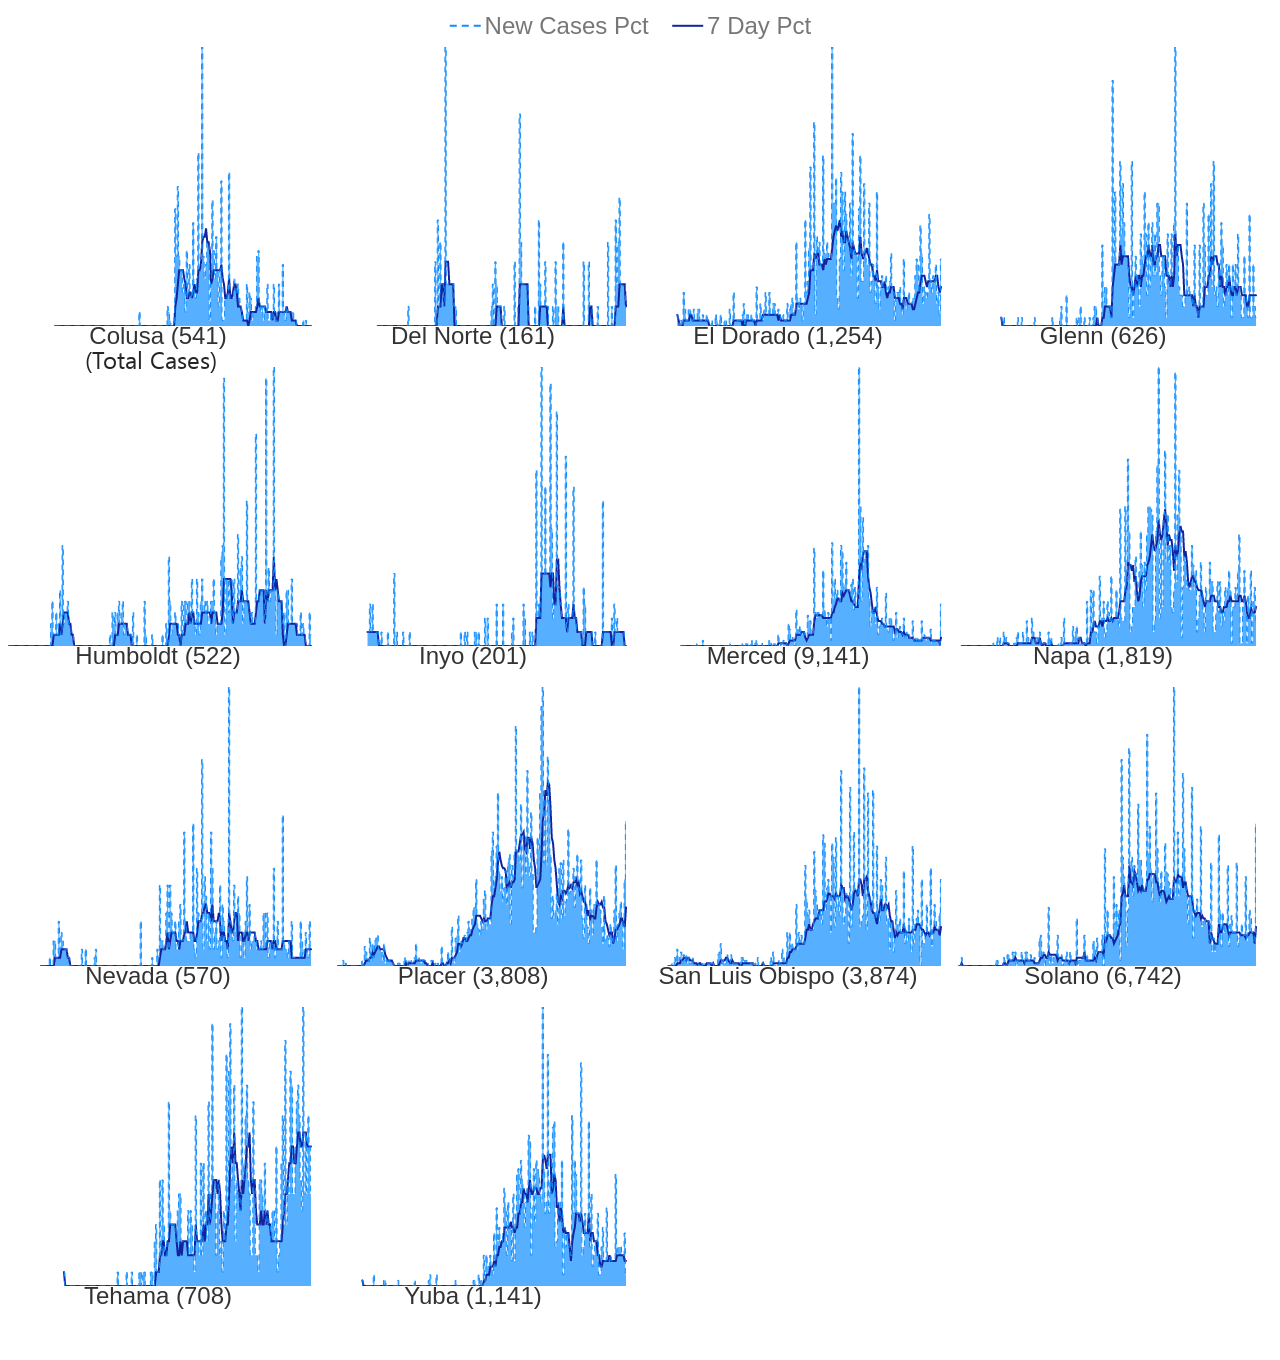 New Cases Pct 7 Day Pct
Colusa (541)
(Total Cases)
Del Norte (161)
El Dorado (1,254)
Glenn (626)
Humboldt (522)
Inyo (201)
Merced (9,141)
Napa (1,819)
Nevada (570)
Placer (3,808)
San Luis Obispo (3,874)
Solano (6,742)
Tehama (708)
Yuba (1,141)